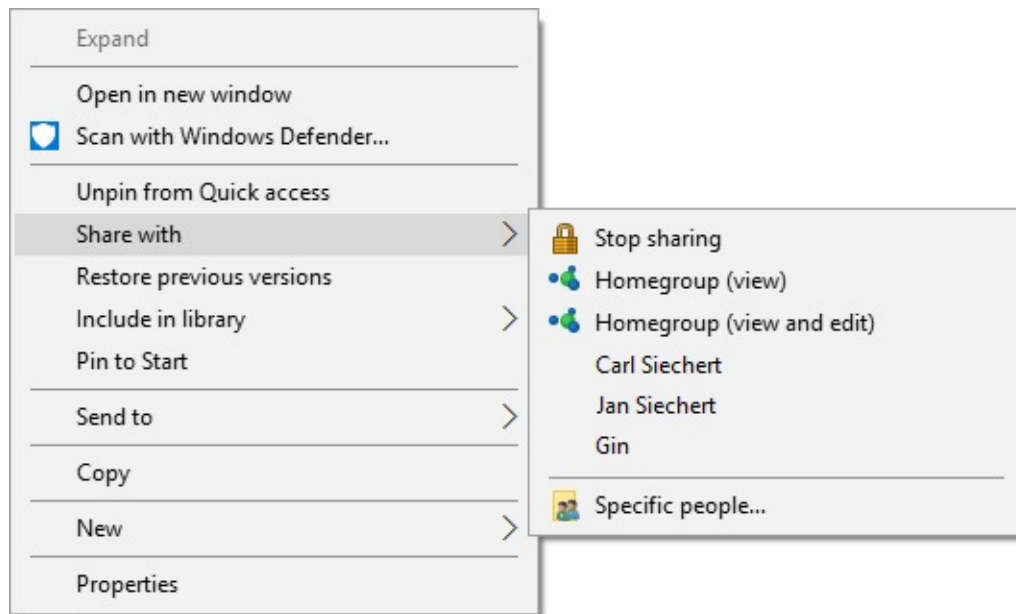 Expand
Open in new window
Scan with Windows Defender...
Unpin from Quick access
Share with
Restore previous versions
Include in library
Pin to Start
Send to
Copy
New
Properties
Stop sharing
Homegroup (view)
Homegroup (view and edit)
Carl Siechert
Jan Siechert
Gin
Specific people...